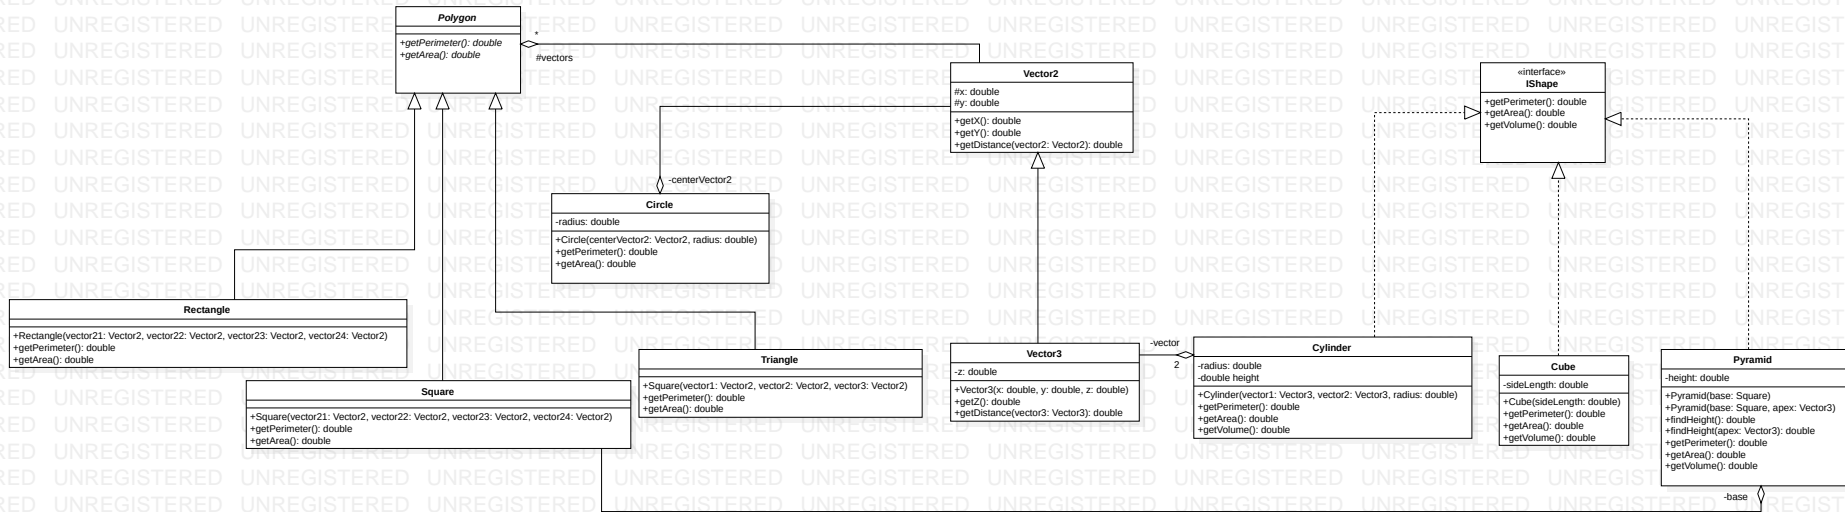 Polygon
+getPerimeter(): double
+getArea(): double
*
#vectors
Vector2
#x: double
#y: double
+getX(): double
+getY(): double
+getDistance(vector2: Vector2): double
«interface»
IShape
+getPerimeter(): double
+getArea(): double
+getVolume(): double
-centerVector2
Circle
-radius: double
+Circle(centerVector2: Vector2, radius: double)
+getPerimeter(): double
+getArea(): double
Rectangle
+Rectangle(vector21: Vector2, vector22: Vector2, vector23: Vector2, vector24: Vector2)
+getPerimeter(): double
+getArea(): double
Square
+Square(vector21: Vector2, vector22: Vector2, vector23: Vector2, vector24: Vector2)
+getPerimeter(): double
+getArea(): double
Triangle
+Square(vector1: Vector2, vector2: Vector2, vector3: Vector2)
+getPerimeter(): double
+getArea(): double
Vector3
-z: double
+Vector3(x: double, y: double, z: double)
+getZ(): double
+getDistance(vector3: Vector3): double
-vector
2
Cylinder
-radius: double
-double height
+Cylinder(vector1: Vector3, vector2: Vector3, radius: double)
+getPerimeter(): double
+getArea(): double
+getVolume(): double
Cube
-sideLength: double
+Cube(sideLength: double)
+getPerimeter(): double
+getArea(): double
+getVolume(): double
Pyramid
-height: double
+Pyramid(base: Square)
+Pyramid(base: Square, apex: Vector3)
+findHeight(): double
+findHeight(apex: Vector3): double
+getPerimeter(): double
+getArea(): double
+getVolume(): double
-base
UNREGISTERED